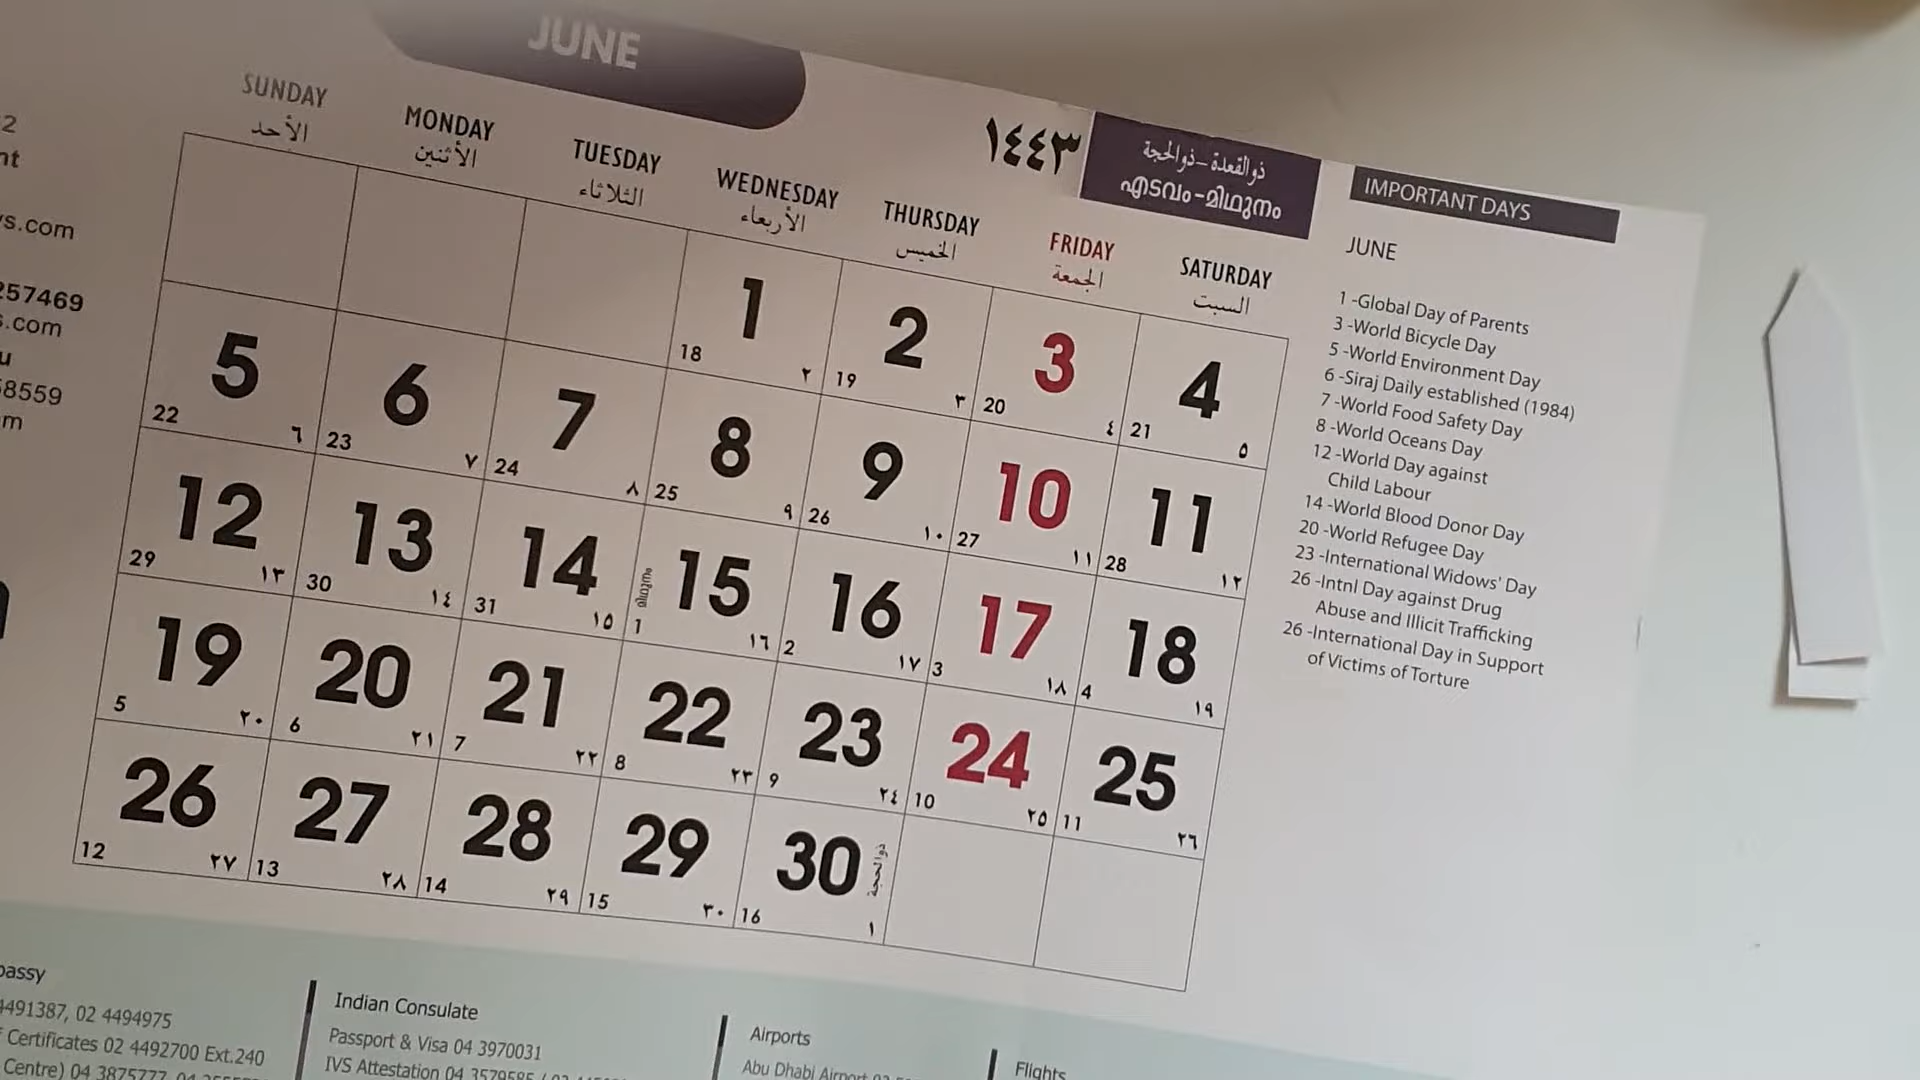 JUNE
١٤٤٣
ذوالقعدة - ذوالحجة
എടവം - മിഥുനം
SUNDAY MONDAY TUESDAY WEDNESDAY THURSDAY FRIDAY SATURDAY
الأحد الأثنين الثلاثاء الأربعاء الخميس الجمعة السبت
1 2 3 4
18 ٢ 19 ٣ 20 ٤ 21 ٥
5 6 7 8 9 10 11
22 ٦ 23 ٧ 24 ٨ 25 ٩ 26 ١٠ 27 ١١ 28 ١٢
12 13 14 മിഥുനം 15 16 17 18
29 ١٣ 30 ١٤ 31 ١٥ 1 ١٦ 2 ١٧ 3 ١٨ 4 ١٩
19 20 21 22 23 24 25
5 ٢٠ 6 ٢١ 7 ٢٢ 8 ٢٣ 9 ٢٤ 10 ٢٥ 11 ٢٦
26 27 28 29 30 ذوالحجة
12 ٢٧ 13 ٢٨ 14 ٢٩ 15 ٣٠ 16 ١
IMPORTANT DAYS
JUNE
1 -Global Day of Parents
3 -World Bicycle Day
5 -World Environment Day
6 -Siraj Daily established (1984)
7 -World Food Safety Day
8 -World Oceans Day
12 -World Day against
Child Labour
14 -World Blood Donor Day
20 -World Refugee Day
23 -International Widows' Day
26 -Intnl Day against Drug
Abuse and Illicit Trafficking
26 -International Day in Support
of Victims of Torture
s.com
257469
s.com
8559
4491387, 02 4494975
Certificates 02 4492700 Ext.240
Centre) 04 3875777
Indian Consulate
Passport & Visa 04 3970031
IVS Attestation 04 3579585 /
Airports
Abu Dhabi Airport 02
Flights